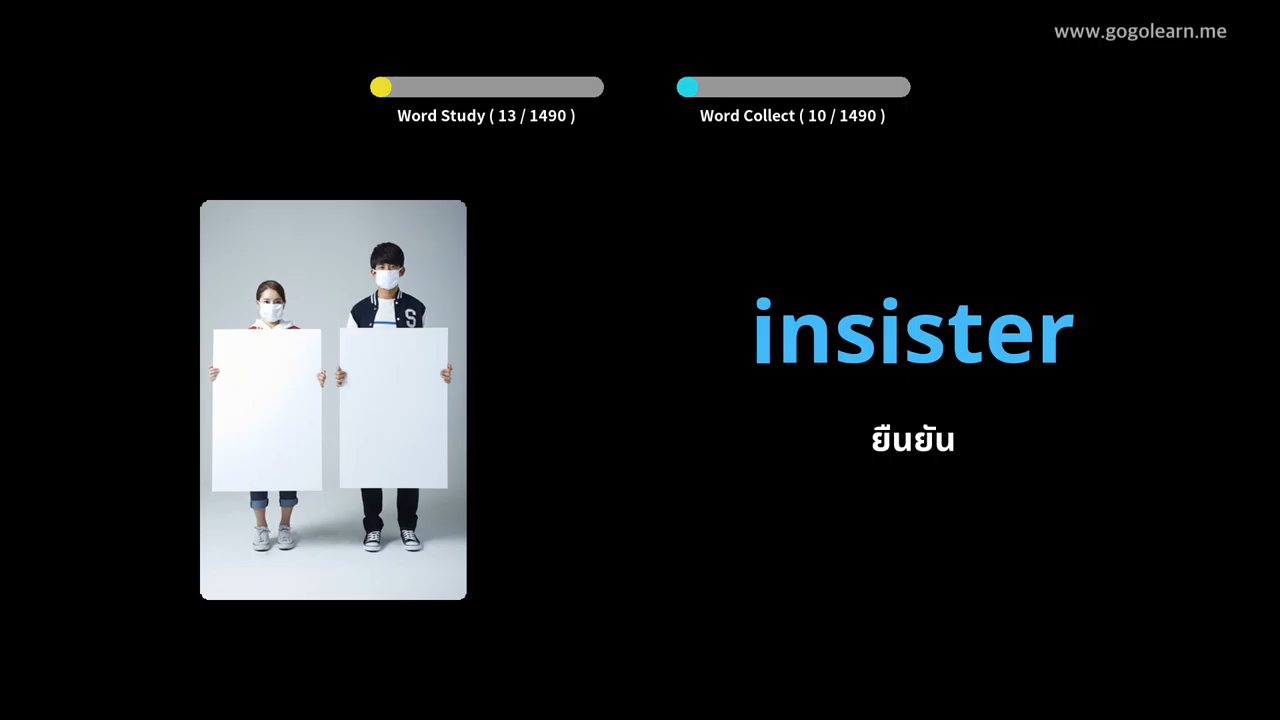 www.gogolearn.me
Word Study ( 13 / 1490 )
Word Collect ( 10 / 1490 )
S
insister
ยืนยัน